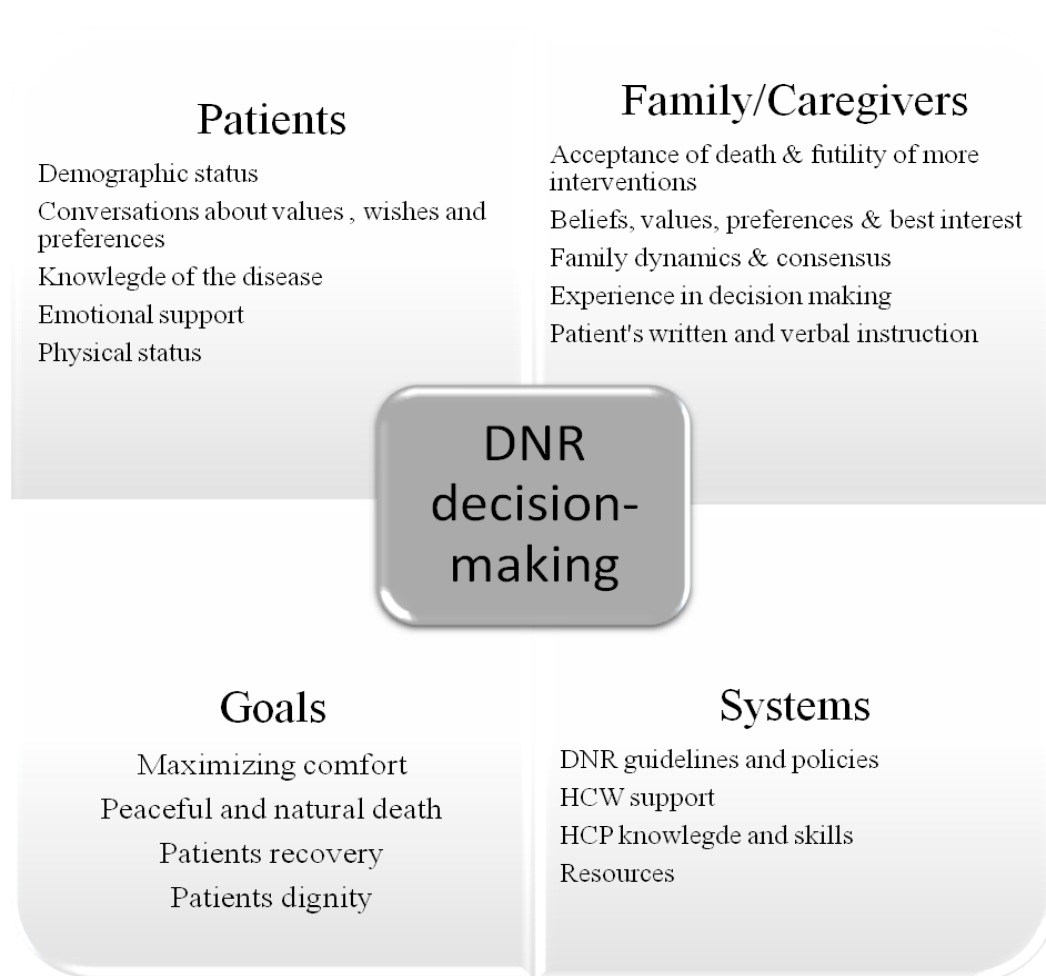 Patients
Demographic status
Conversations about values , wishes and
preferences
Knowlegde of the disease
Emotional support
Physical status
Family/Caregivers
Acceptance of death & futility of more
interventions
Beliefs, values, preferences & best interest
Family dynamics & consensus
Experience in decision making
Patient's written and verbal instruction
DNR
decision-
making
Goals
Maximizing comfort
Peaceful and natural death
Patients recovery
Patients dignity
Systems
DNR guidelines and policies
HCW support
HCP knowlegde and skills
Resources